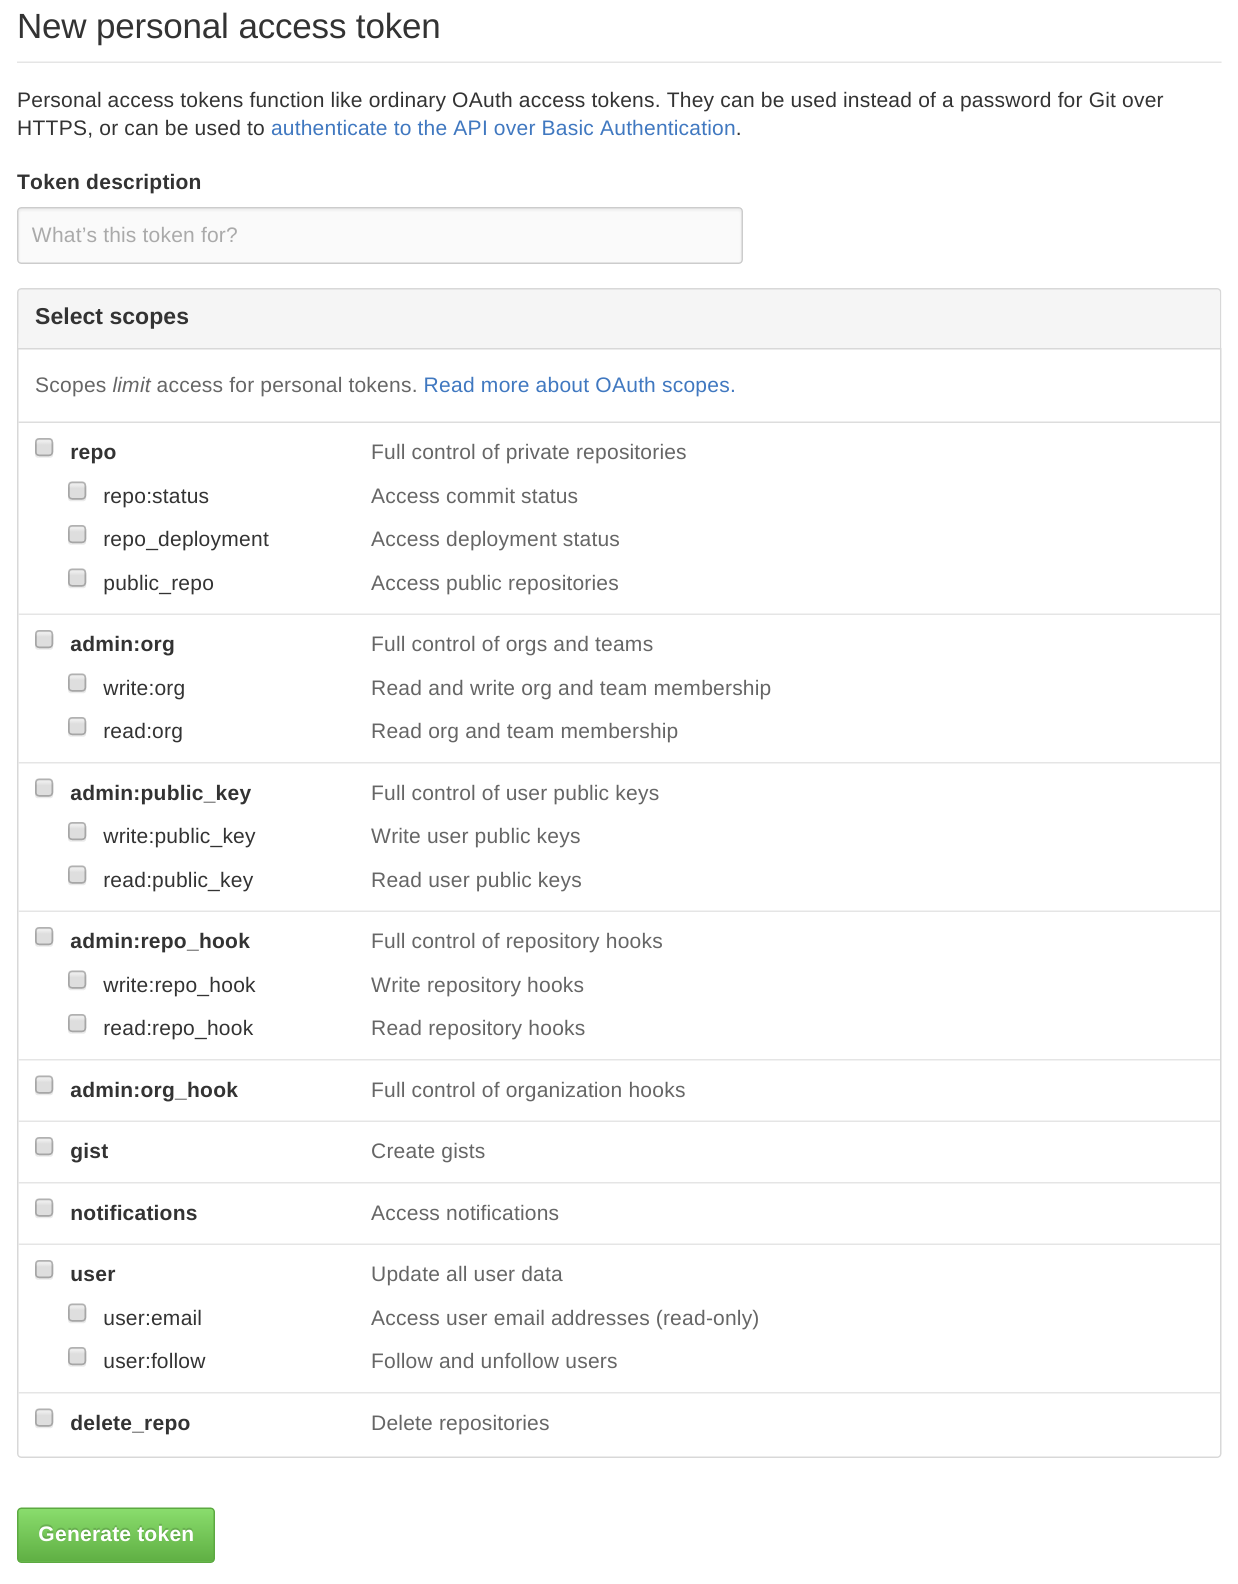 New personal access token
Personal access tokens function like ordinary OAuth access tokens. They can be used instead of a password for Git over
HTTPS, or can be used to authenticate to the API over Basic Authentication.
Token description
What's this token for?
Select scopes
Scopes limit access for personal tokens. Read more about OAuth scopes.
repo Full control of private repositories
repo:status Access commit status
repo_deployment Access deployment status
public_repo Access public repositories
admin:org Full control of orgs and teams
write:org Read and write org and team membership
read:org Read org and team membership
admin:public_key Full control of user public keys
write:public_key Write user public keys
read:public_key Read user public keys
admin:repo_hook Full control of repository hooks
write:repo_hook Write repository hooks
read:repo_hook Read repository hooks
admin:org_hook Full control of organization hooks
gist Create gists
notifications Access notifications
user Update all user data
user:email Access user email addresses (read-only)
user:follow Follow and unfollow users
delete_repo Delete repositories
Generate token